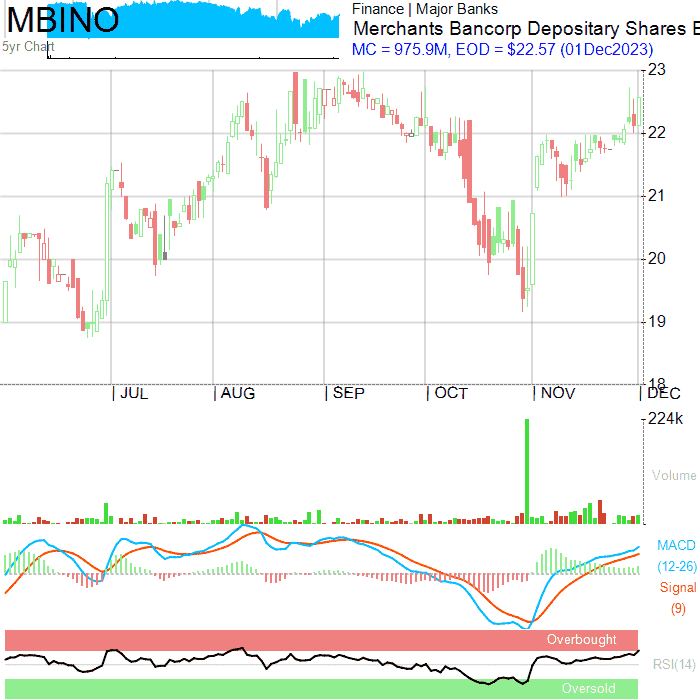 MBINO
5yr Chart
Finance | Major Banks
Merchants Bancorp Depositary Shares E
MC = 975.9M, EOD = $22.57 (01Dec2023)
23
22
21
20
19
18
JUL
AUG
SEP
OCT
NOV
DEC
224k
Volume
MACD
(12-26)
Signal
(9)
Overbought
RSI(14)
Oversold